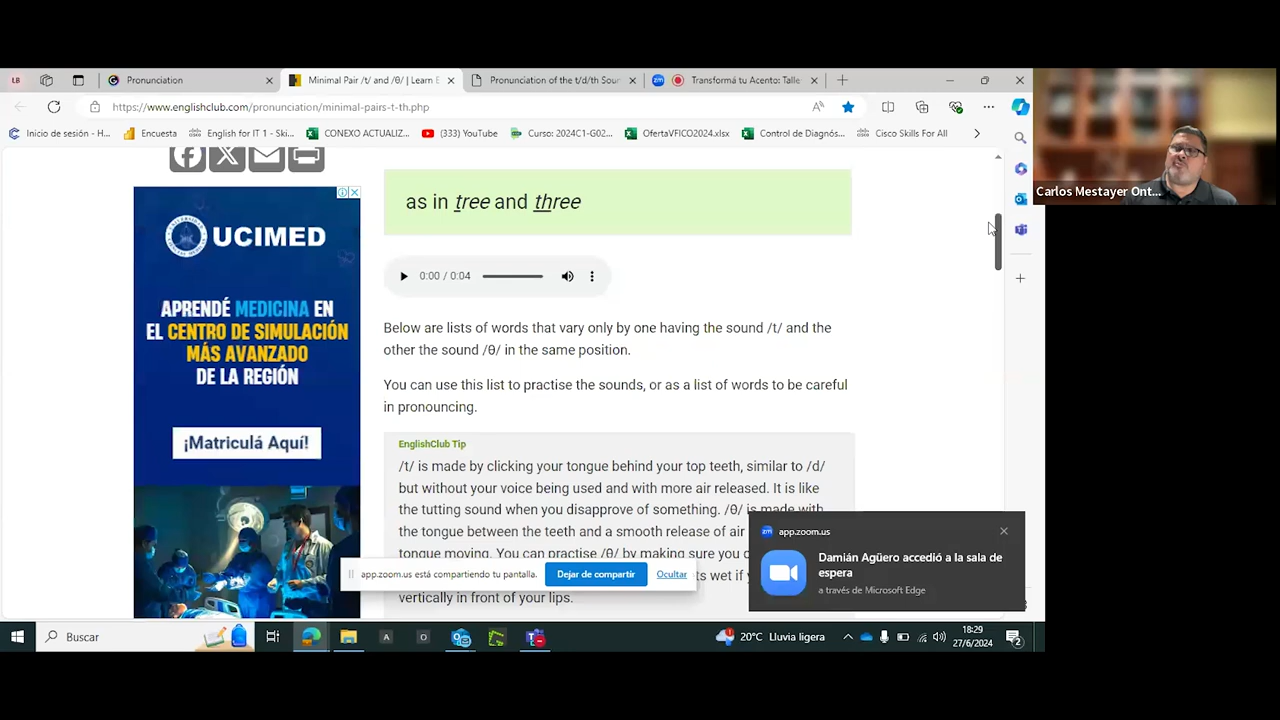 LB
Pronunciation
Minimal Pair /t/ and /θ/ | Learn E
Pronunciation of the t/d/th Soun
zm
Transformá tu Acento: Talle
https://www.englishclub.com/pronunciation/minimal-pairs-t-th.php
Inicio de sesión - H...
Encuesta
English for IT 1 - Ski...
CONEXO ACTUALIZ...
(333) YouTube
Curso: 2024C1-G02...
OfertaVFICO2024.xlsx
Control de Diagnós...
Cisco Skills For All
Carlos Mestayer Ont...
UCIMED
APRENDÉ MEDICINA EN
EL CENTRO DE SIMULACIÓN
MÁS AVANZADO
DE LA REGIÓN
¡Matriculá Aquí!
as in tree and three
0:00 / 0:04
Below are lists of words that vary only by one having the sound /t/ and the
other the sound /θ/ in the same position.
You can use this list to practise the sounds, or as a list of words to be careful
in pronouncing.
EnglishClub Tip
/t/ is made by clicking your tongue behind your top teeth, similar to /d/
but without your voice being used and with more air released. It is like
the tutting sound when you disapprove of something. /θ/ is made with
the tongue between the teeth and a smooth release of air
tongue moving. You can practise /θ/ by making sure you
ts wet if y
vertically in front of your lips.
app.zoom.us está compartiendo tu pantalla.
Dejar de compartir
Ocultar
zm
app.zoom.us
Damián Agüero accedió a la sala de
espera
a través de Microsoft Edge
Buscar
A
O
20°C Lluvia ligera
18:29
27/6/2024
2